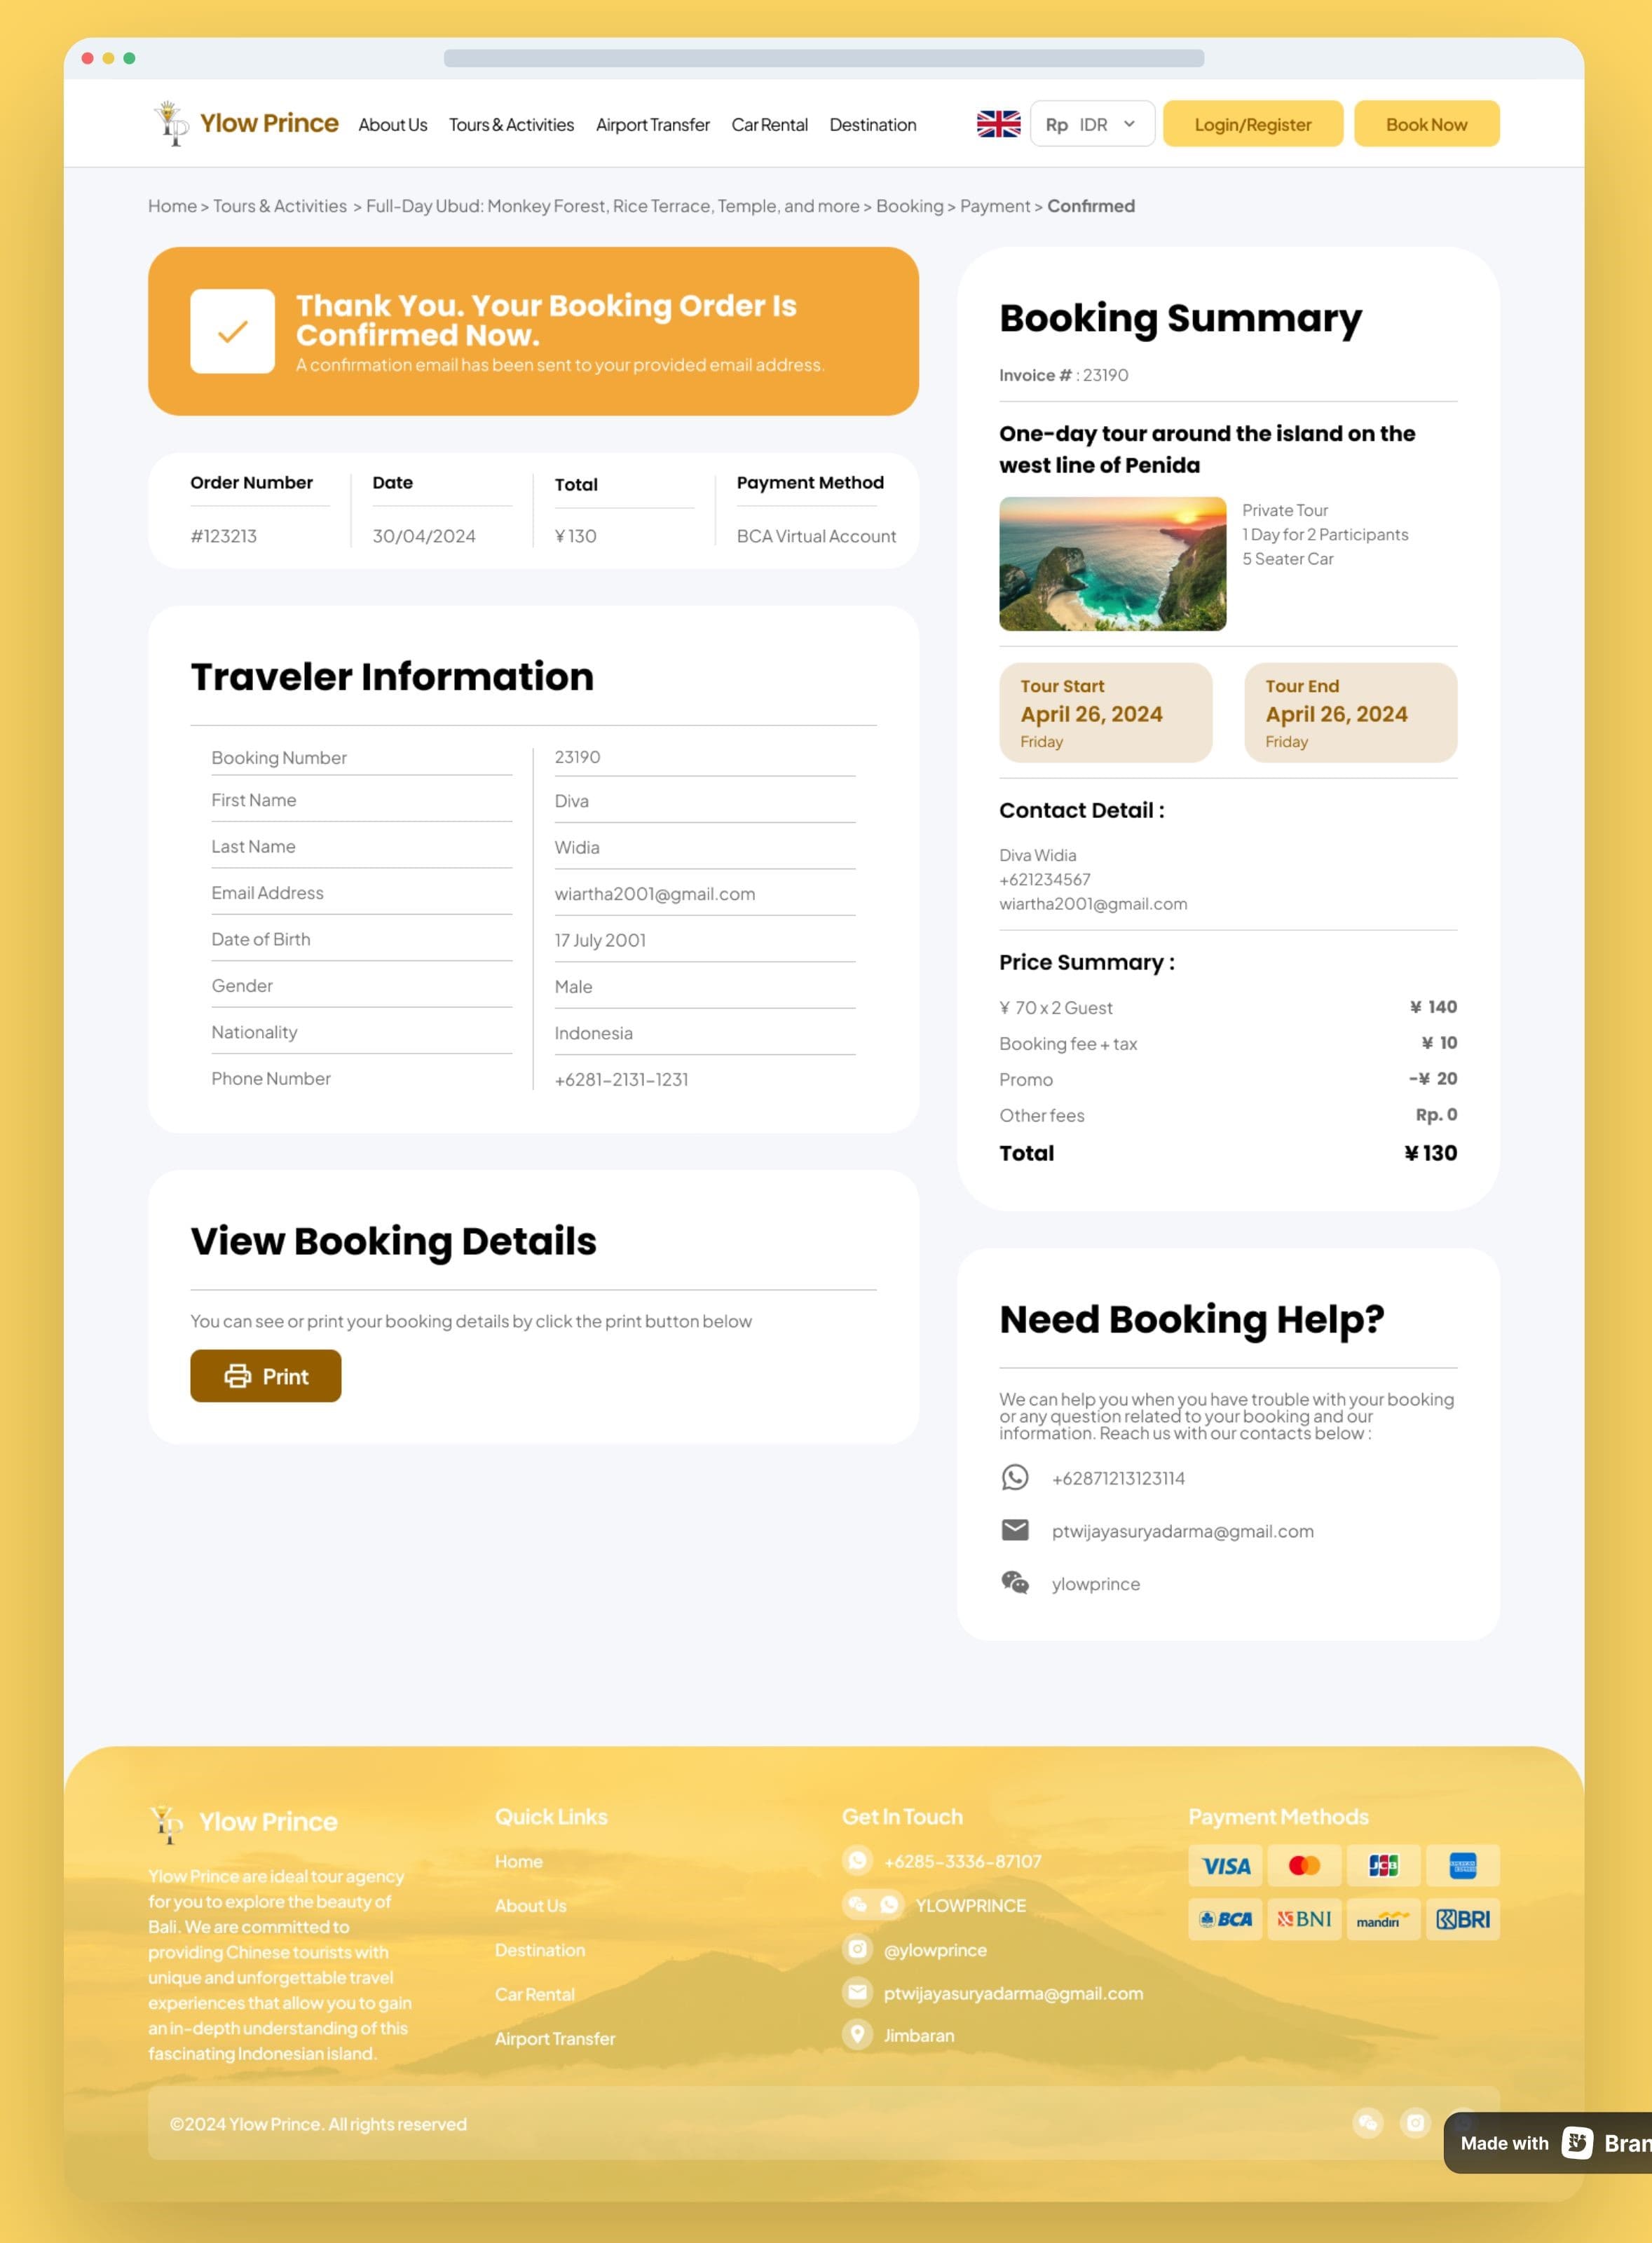 Ylow Prince
About Us
Tours & Activities
Airport Transfer
Car Rental
Destination
Rp IDR
Login/Register
Book Now
Home > Tours & Activities > Full-Day Ubud: Monkey Forest, Rice Terrace, Temple, and more > Booking > Payment > Confirmed
Thank You. Your Booking Order Is
Confirmed Now.
A confirmation email has been sent to your provided email address.
Order Number
#123213
Date
30/04/2024
Total
¥ 130
Payment Method
BCA Virtual Account
Traveler Information
Booking Number
23190
First Name
Diva
Last Name
Widia
Email Address
wiartha2001@gmail.com
Date of Birth
17 July 2001
Gender
Male
Nationality
Indonesia
Phone Number
+6281-2131-1231
View Booking Details
You can see or print your booking details by click the print button below
Print
Booking Summary
Invoice # : 23190
One-day tour around the island on the
west line of Penida
Private Tour
1 Day for 2 Participants
5 Seater Car
Tour Start
April 26, 2024
Friday
Tour End
April 26, 2024
Friday
Contact Detail :
Diva Widia
+621234567
wiartha2001@gmail.com
Price Summary :
¥ 70 x 2 Guest
¥ 140
Booking fee + tax
¥ 10
Promo
-¥ 20
Other fees
Rp. 0
Total
¥ 130
Need Booking Help?
We can help you when you have trouble with your booking
or any question related to your booking and our
information. Reach us with our contacts below :
+62871213123114
ptwijayasuryadarma@gmail.com
ylowprince
Ylow Prince
Ylow Prince are ideal tour agency
for you to explore the beauty of
Bali. We are committed to
providing Chinese tourists with
unique and unforgettable travel
experiences that allow you to gain
an in-depth understanding of this
fascinating Indonesian island.
Quick Links
Home
About Us
Destination
Car Rental
Airport Transfer
Get In Touch
+6285-3336-87107
YLOWPRINCE
@ylowprince
ptwijayasuryadarma@gmail.com
Jimbaran
Payment Methods
VISA
JCB
BCA
BNI
mandiri
BRI
©2024 Ylow Prince. All rights reserved
Made with Bran